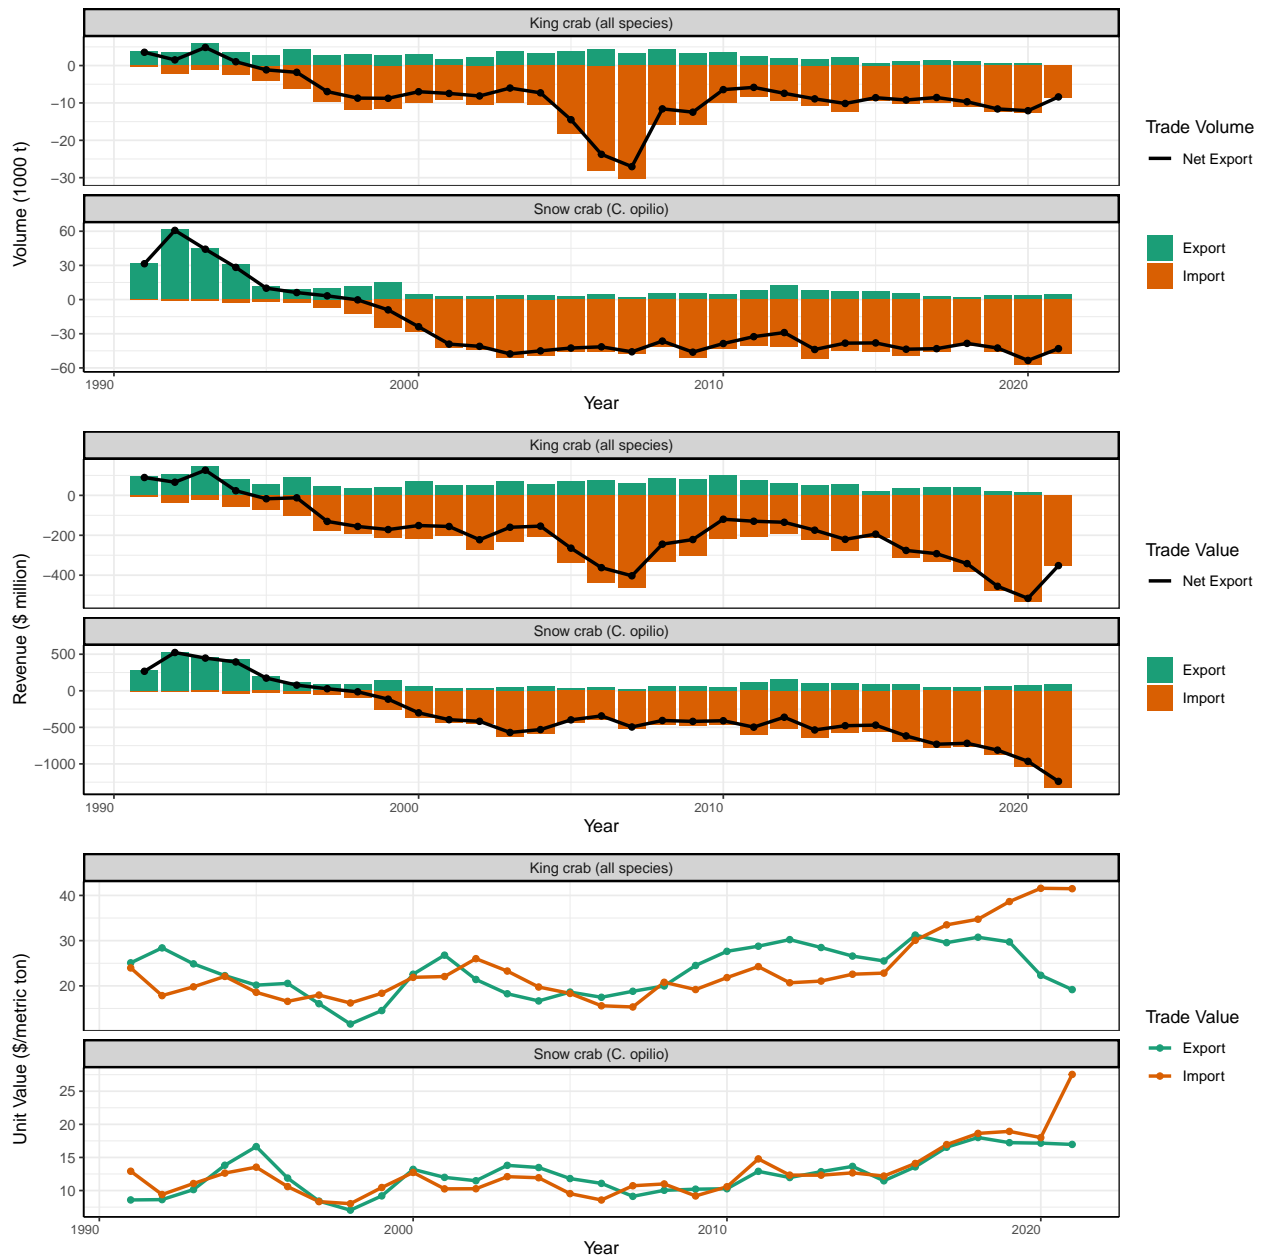 King crab (all species)
0
−10
−20
−30
Snow crab (C. opilio)
60
30
0
−30
−60
1990
2000
2010
2020
Year
Volume (1000 t)
Trade Volume
Net Export
Export
Import
King crab (all species)
0
−200
−400
Snow crab (C. opilio)
500
0
−500
−1000
1990
2000
2010
2020
Year
Revenue ($ million)
Trade Value
Net Export
Export
Import
King crab (all species)
40
30
20
Snow crab (C. opilio)
25
20
15
10
1990
2000
2010
2020
Year
Unit Value ($/metric ton)
Trade Value
Export
Import